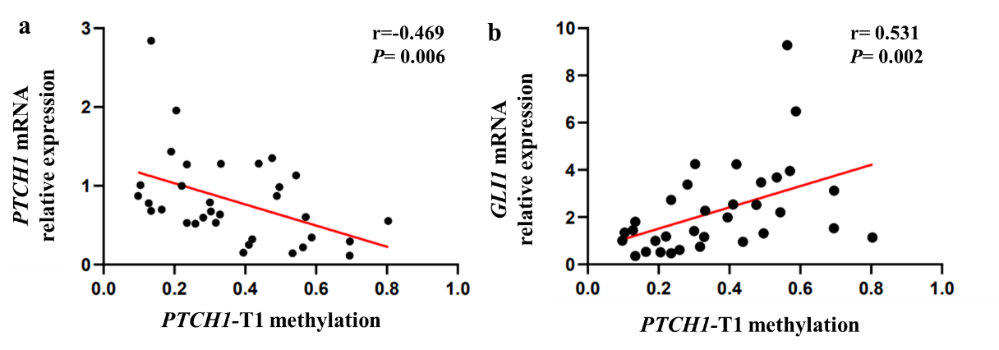 a
r=-0.469
P= 0.006
PTCH1 mRNA
relative expression
3
2
1
0
0.0 0.2 0.4 0.6 0.8 1.0
PTCH1-T1 methylation
b
r= 0.531
P= 0.002
GLI1 mRNA
relative expression
10
8
6
4
2
0
0.0 0.2 0.4 0.6 0.8 1.0
PTCH1-T1 methylation